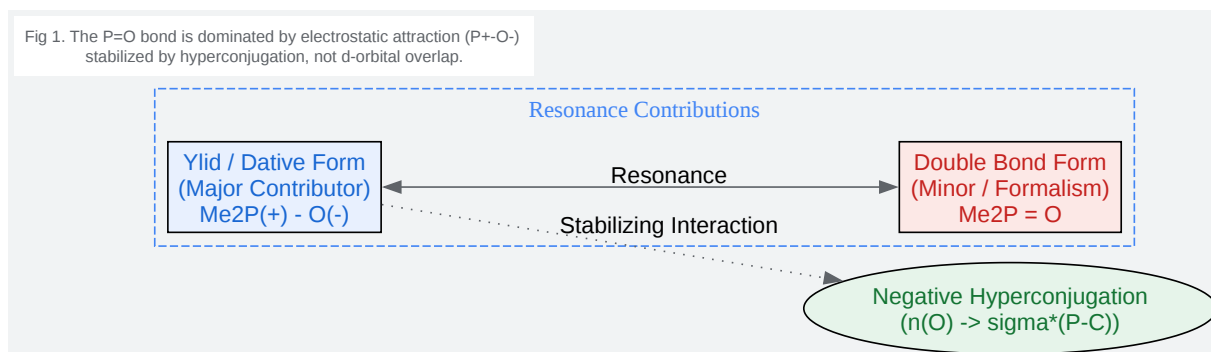 Fig 1. The P=O bond is dominated by electrostatic attraction (P+-O-)
stabilized by hyperconjugation, not d-orbital overlap.
Resonance Contributions
Ylid / Dative Form
(Major Contributor)
Me2P(+) - O(-)
Resonance
Double Bond Form
(Minor / Formalism)
Me2P = O
Stabilizing Interaction
Negative Hyperconjugation
(n(O) -> sigma*(P-C))